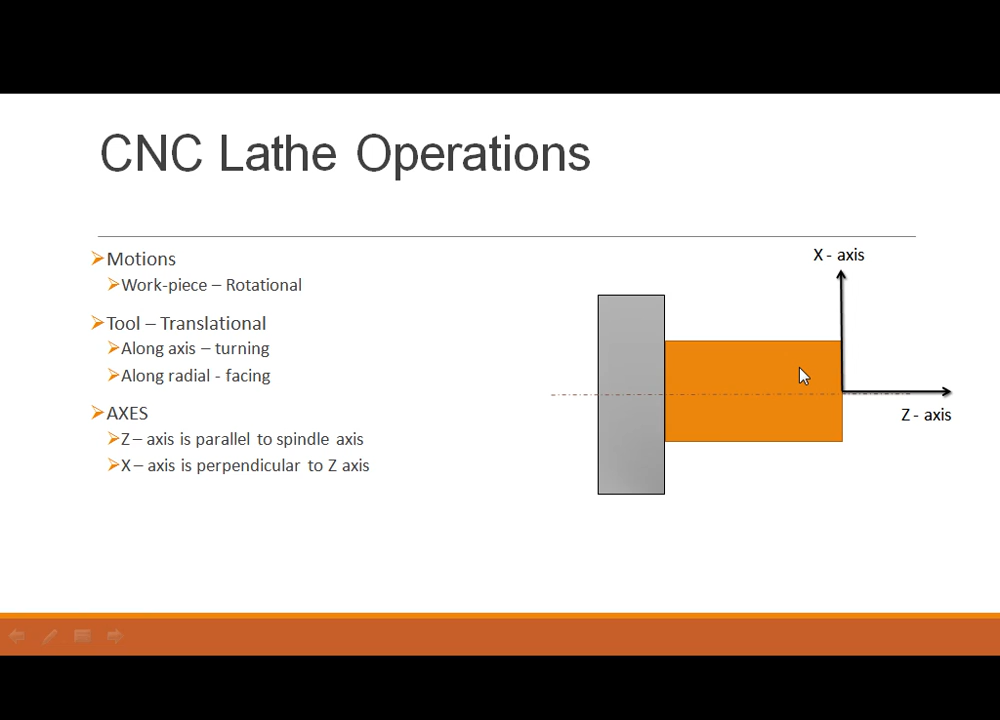 CNC Lathe Operations
Motions
Work-piece – Rotational
Tool – Translational
Along axis – turning
Along radial - facing
AXES
Z – axis is parallel to spindle axis
X – axis is perpendicular to Z axis
X - axis
Z - axis